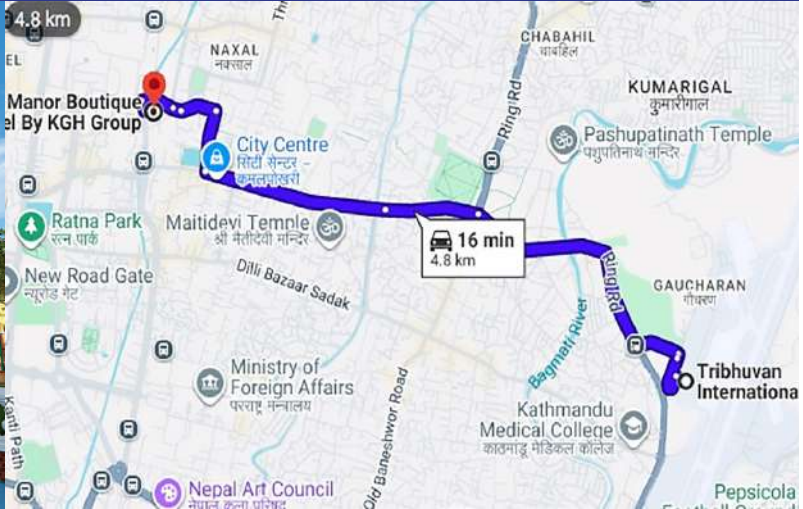 4.8 km
NAXAL
नक्साल
CHABAHIL
चाबहिल
EL
Manor Boutique
el By KGH Group
Ring Rd
KUMARIGAL
कुमारीगाल
City Centre
सिटी सेन्टर –
कमलपोखरी
Pashupatinath Temple
पशुपतिनाथ मन्दिर
Ratna Park
रत्न पार्क
Maitidevi Temple
श्री मैतीदेवी मन्दिर
16 min
4.8 km
New Road Gate
न्यूरोड गेट
Dilli Bazaar Sadak
Ring Rd
GAUCHARAN
गौचरण
Bagmati River
Ministry of
Foreign Affairs
परराष्ट्र मन्त्रालय
Tribhuvan
Internationa
Kanti Path
Old Baneshwor Road
Kathmandu
Medical College
काठमाडौं मेडिकल कॉलेज
Nepal Art Council
नेपाल कला परिषद
Pepsicola